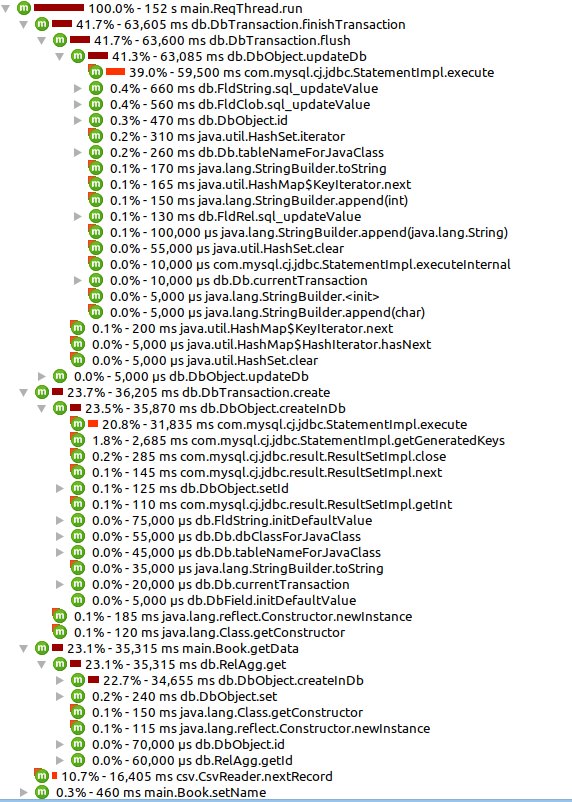 100.0% - 152 s main.ReqThread.run
41.7% - 63,605 ms db.DbTransaction.finishTransaction
41.7% - 63,600 ms db.DbTransaction.flush
41.3% - 63,085 ms db.DbObject.updateDb
39.0% - 59,500 ms com.mysql.cj.jdbc.StatementImpl.execute
0.4% - 660 ms db.FldString.sql_updateValue
0.4% - 560 ms db.FldClob.sql_updateValue
0.3% - 470 ms db.DbObject.id
0.2% - 310 ms java.util.HashSet.iterator
0.2% - 260 ms db.Db.tableNameForJavaClass
0.1% - 170 ms java.lang.StringBuilder.toString
0.1% - 165 ms java.util.HashMap$KeyIterator.next
0.1% - 150 ms java.lang.StringBuilder.append(int)
0.1% - 130 ms db.FldRel.sql_updateValue
0.1% - 100,000 µs java.lang.StringBuilder.append(java.lang.String)
0.0% - 55,000 µs java.util.HashSet.clear
0.0% - 10,000 µs com.mysql.cj.jdbc.StatementImpl.executeInternal
0.0% - 10,000 µs db.Db.currentTransaction
0.0% - 5,000 µs java.lang.StringBuilder.<init>
0.0% - 5,000 µs java.lang.StringBuilder.append(char)
0.1% - 200 ms java.util.HashMap$KeyIterator.next
0.0% - 5,000 µs java.util.HashMap$HashIterator.hasNext
0.0% - 5,000 µs java.util.HashSet.clear
0.0% - 5,000 µs db.DbObject.updateDb
23.7% - 36,205 ms db.DbTransaction.create
23.5% - 35,870 ms db.DbObject.createInDb
20.8% - 31,835 ms com.mysql.cj.jdbc.StatementImpl.execute
1.8% - 2,685 ms com.mysql.cj.jdbc.StatementImpl.getGeneratedKeys
0.2% - 285 ms com.mysql.cj.jdbc.result.ResultSetImpl.close
0.1% - 145 ms com.mysql.cj.jdbc.result.ResultSetImpl.next
0.1% - 125 ms db.DbObject.setId
0.1% - 110 ms com.mysql.cj.jdbc.result.ResultSetImpl.getInt
0.0% - 75,000 µs db.FldString.initDefaultValue
0.0% - 55,000 µs db.Db.dbClassForJavaClass
0.0% - 45,000 µs db.Db.tableNameForJavaClass
0.0% - 35,000 µs java.lang.StringBuilder.toString
0.0% - 20,000 µs db.Db.currentTransaction
0.0% - 5,000 µs db.DbField.initDefaultValue
0.1% - 185 ms java.lang.reflect.Constructor.newInstance
0.1% - 120 ms java.lang.Class.getConstructor
23.1% - 35,315 ms main.Book.getData
23.1% - 35,315 ms db.RelAgg.get
22.7% - 34,655 ms db.DbObject.createInDb
0.2% - 240 ms db.DbObject.set
0.1% - 150 ms java.lang.Class.getConstructor
0.1% - 115 ms java.lang.reflect.Constructor.newInstance
0.0% - 70,000 µs db.DbObject.id
0.0% - 60,000 µs db.RelAgg.getId
10.7% - 16,405 ms csv.CsvReader.nextRecord
0.3% - 460 ms main.Book.setName